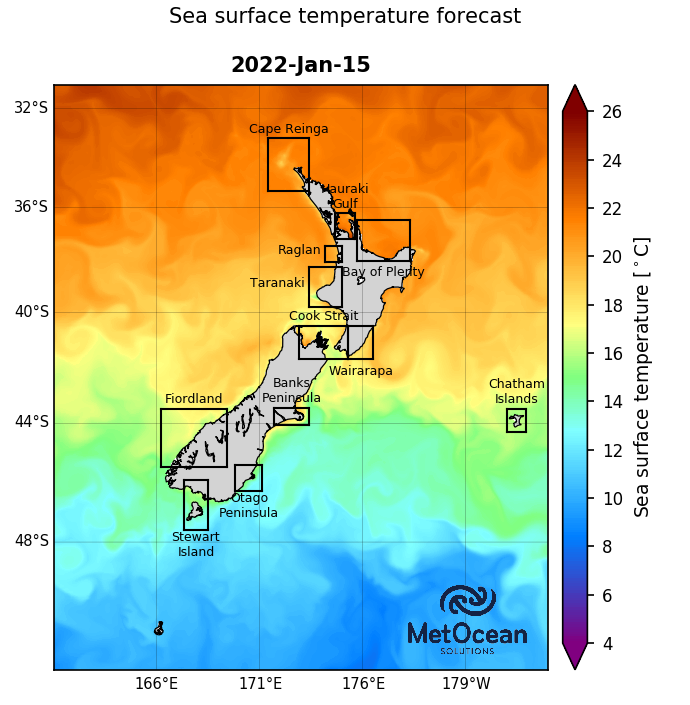 Sea surface temperature forecast
2022-Jan-15
32°S
36°S
40°S
44°S
48°S
166°E
171°E
176°E
179°W
Cape Reinga
Hauraki
Gulf
Raglan
Bay of Plenty
Taranaki
Cook Strait
Wairarapa
Banks
Peninsula
Fiordland
Chatham
Islands
Otago
Peninsula
Stewart
Island
MetOcean
SOLUTIONS
26
24
22
20
18
16
14
12
10
8
6
4
Sea surface temperature [°C]